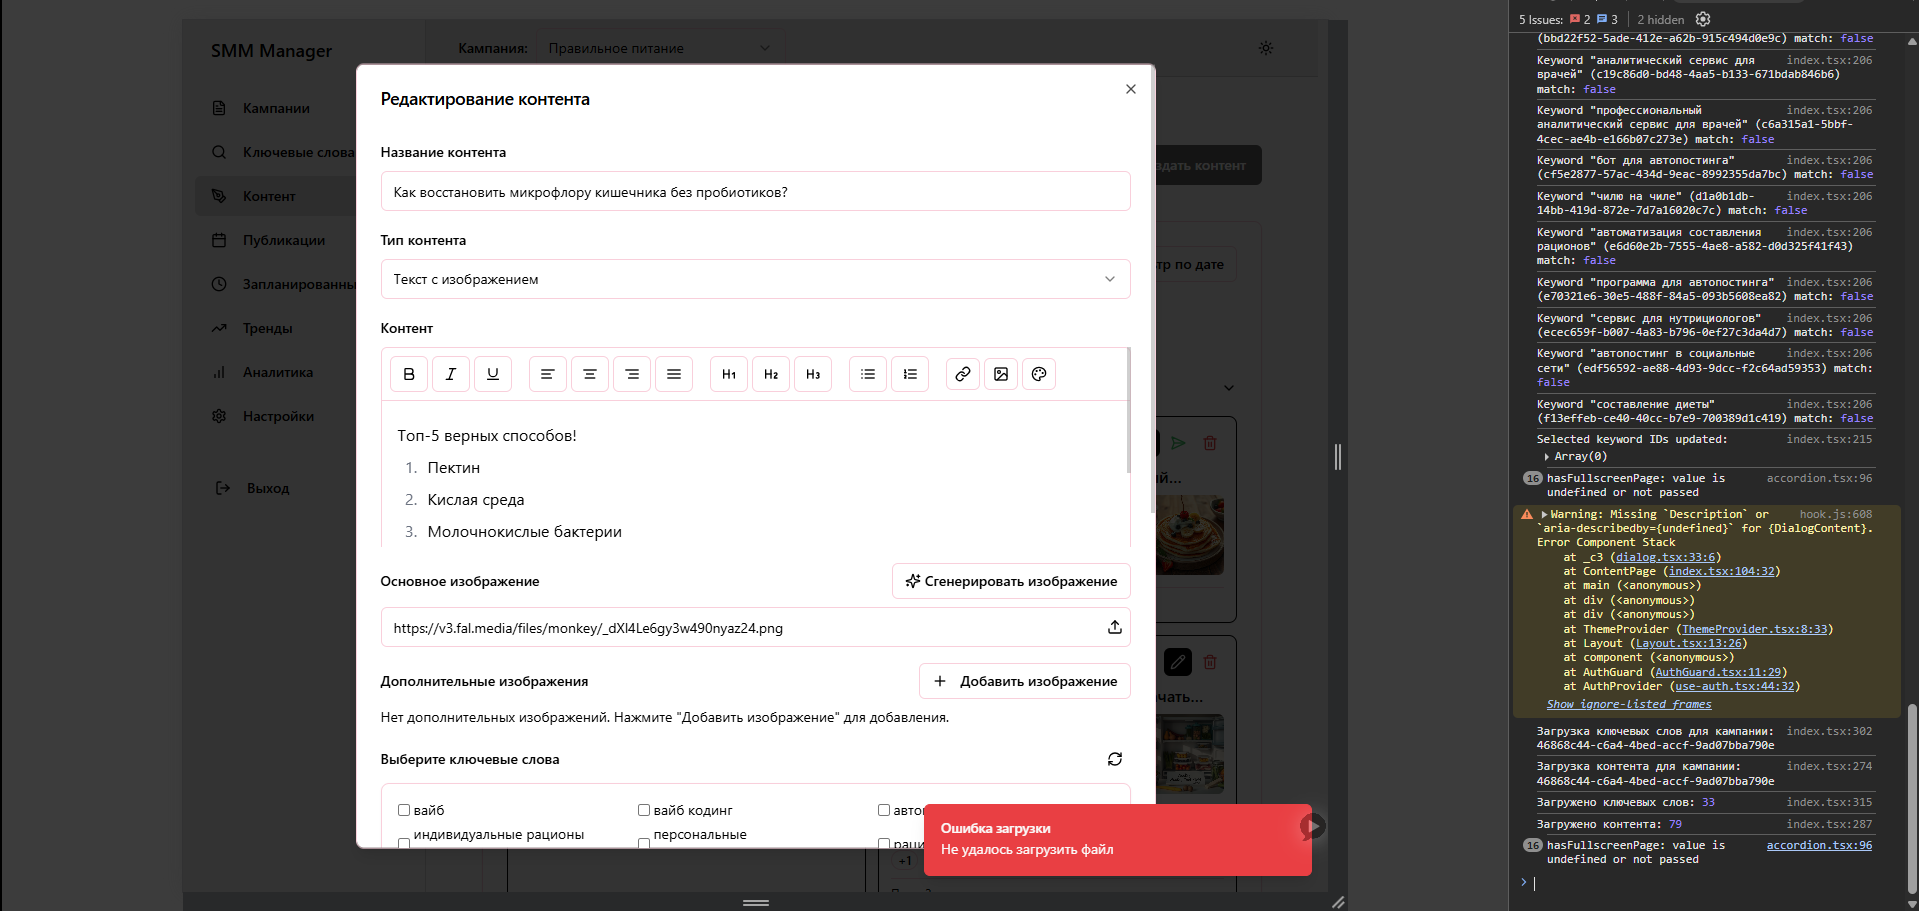 SMM Manager
Кампании
Ключевые слова
Контент
Публикации
Запланированны
Тренды
Аналитика
Настройки
Выход
Кампания:
Правильное питание
здать контент
тр по дате
ий...
ачать...
+1
Редактирование контента
Название контента
Как восстановить микрофлору кишечника без пробиотиков?
Тип контента
Текст с изображением
Контент
B I U H1 H2 H3
Топ-5 верных способов!
1. Пектин
2. Кислая среда
3. Молочнокислые бактерии
Основное изображение
Сгенерировать изображение
https://v3.fal.media/files/monkey/_dXl4Le6gy3w490nyaz24.png
Дополнительные изображения
Добавить изображение
Нет дополнительных изображений. Нажмите "Добавить изображение" для добавления.
Выберите ключевые слова
вайб
вайб кодинг
авто
индивидуальные рационы
персональные
раци
Ошибка загрузки
Не удалось загрузить файл
5 Issues: 2 3 2 hidden
(bbd22f52-5ade-412e-a62b-915c494d0e9c) match: false
Keyword "аналитический сервис для index.tsx:206
врачей" (c19c86d0-bd48-4aa5-b133-671bdab846b6)
match: false
Keyword "профессиональный index.tsx:206
аналитический сервис для врачей" (c6a315a1-5bbf-
4cec-ae4b-e166b07c273e) match: false
Keyword "бот для автопостинга" index.tsx:206
(cf5e2877-57ac-434d-9eac-8992355da7bc) match: false
Keyword "чилю на чиле" (d1a0b1db- index.tsx:206
14bb-419d-872e-7d7a16020c7c) match: false
Keyword "автоматизация составления index.tsx:206
рационов" (e6d60e2b-7555-4ae8-a582-d0d325f41f43)
match: false
Keyword "программа для автопостинга" index.tsx:206
(e70321e6-30e5-488f-84a5-093b5608ea82) match: false
Keyword "сервис для нутрициологов" index.tsx:206
(ecec659f-b007-4a83-b796-0ef27c3da4d7) match: false
Keyword "автопостинг в социальные index.tsx:206
сети" (edf56592-ae88-4d93-9dcc-f2c64ad59353) match:
false
Keyword "составление диеты" index.tsx:206
(f13effeb-ce40-40cc-b7e9-700389d1c419) match: false
Selected keyword IDs updated: index.tsx:215
Array(0)
16 hasFullscreenPage: value is accordion.tsx:96
undefined or not passed
Warning: Missing `Description` or hook.js:608
`aria-describedby={undefined}` for {DialogContent}.
Error Component Stack
at _c3 (dialog.tsx:33:6)
at ContentPage (index.tsx:104:32)
at main (<anonymous>)
at div (<anonymous>)
at div (<anonymous>)
at ThemeProvider (ThemeProvider.tsx:8:33)
at Layout (Layout.tsx:13:26)
at component (<anonymous>)
at AuthGuard (AuthGuard.tsx:11:29)
at AuthProvider (use-auth.tsx:44:32)
Show ignore-listed frames
Загрузка ключевых слов для кампании: index.tsx:302
46868c44-c6a4-4bed-accf-9ad07bba790e
Загрузка контента для кампании: index.tsx:274
46868c44-c6a4-4bed-accf-9ad07bba790e
Загружено ключевых слов: 33 index.tsx:315
Загружено контента: 79 index.tsx:287
16 hasFullscreenPage: value is accordion.tsx:96
undefined or not passed